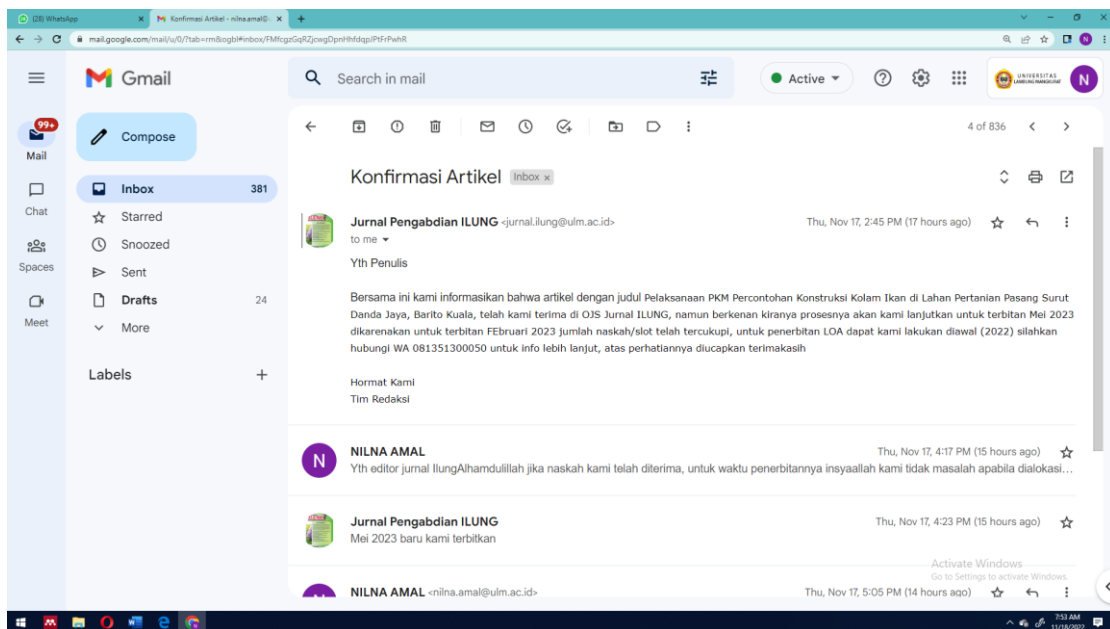 (28) WhatsApp
Konfirmasi Artikel - nilna.amal@
mail.google.com/mail/u/0/?tab=rm&ogbl#inbox/FMfcgzGqRZjcwgDpnHhfdqpJPtFrPwhR
Gmail
Search in mail
Active
UNIVERSITAS
LAMBUNG MANGKURAT
N
99+
Mail
Compose
4 of 836
Inbox 381
Konfirmasi Artikel Inbox x
Chat
Starred
Jurnal Pengabdian ILUNG <jurnal.ilung@ulm.ac.id> Thu, Nov 17, 2:45 PM (17 hours ago)
to me
Snoozed
Spaces
Yth Penulis
Sent
Drafts 24
Bersama ini kami informasikan bahwa artikel dengan judul Pelaksanaan PKM Percontohan Konstruksi Kolam Ikan di Lahan Pertanian Pasang Surut
Danda Jaya, Barito Kuala, telah kami terima di OJS Jurnal ILUNG, namun berkenan kiranya prosesnya akan kami lanjutkan untuk terbitan Mei 2023
Meet
More
dikarenakan untuk terbitan FEbruari 2023 jumlah naskah/slot telah tercukupi, untuk penerbitan LOA dapat kami lakukan diawal (2022) silahkan
hubungi WA 081351300050 untuk info lebih lanjut, atas perhatiannya diucapkan terimakasih
Labels
Hormat Kami
Tim Redaksi
N
NILNA AMAL Thu, Nov 17, 4:17 PM (15 hours ago)
Yth editor jurnal IlungAlhamdulillah jika naskah kami telah diterima, untuk waktu penerbitannya insyaallah kami tidak masalah apabila dialokasi…
Jurnal Pengabdian ILUNG Thu, Nov 17, 4:23 PM (15 hours ago)
Mei 2023 baru kami terbitkan
Activate Windows
Go to Settings to activate Windows.
NILNA AMAL <nilna.amal@ulm.ac.id> Thu, Nov 17, 5:05 PM (14 hours ago)
7:53 AM
11/18/2022